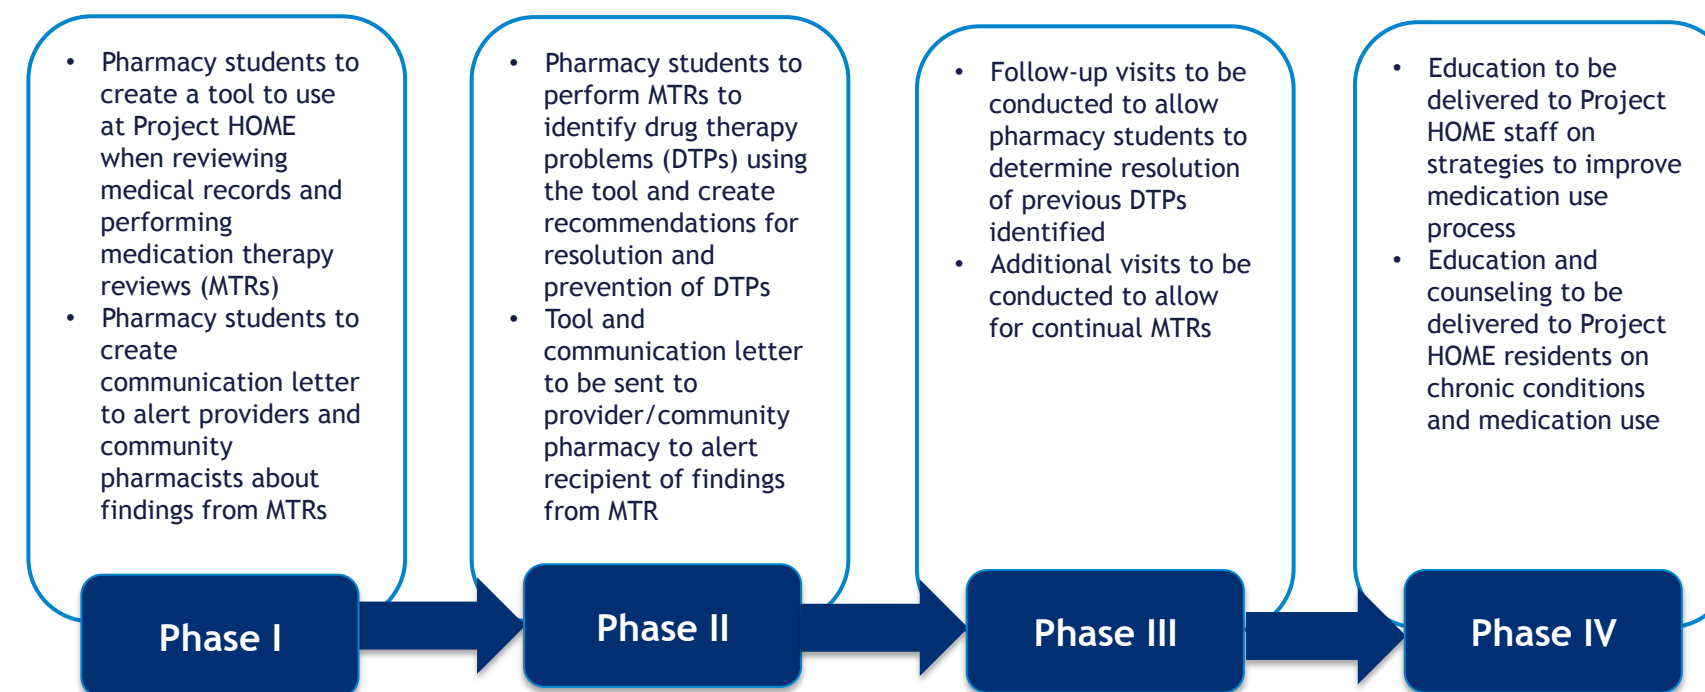 • Pharmacy students to
create a tool to use
at Project HOME
when reviewing
medical records and
performing
medication therapy
reviews (MTRs)
• Pharmacy students to
create
communication letter
to alert providers and
community
pharmacists about
findings from MTRs
Phase I
• Pharmacy students to
perform MTRs to
identify drug therapy
problems (DTPs) using
the tool and create
recommendations for
resolution and
prevention of DTPs
• Tool and
communication letter
to be sent to
provider/community
pharmacy to alert
recipient of findings
from MTR
Phase II
• Follow-up visits to be
conducted to allow
pharmacy students to
determine resolution
of previous DTPs
identified
• Additional visits to be
conducted to allow
for continual MTRs
Phase III
• Education to be
delivered to Project
HOME staff on
strategies to improve
medication use
process
• Education and
counseling to be
delivered to Project
HOME residents on
chronic conditions
and medication use
Phase IV